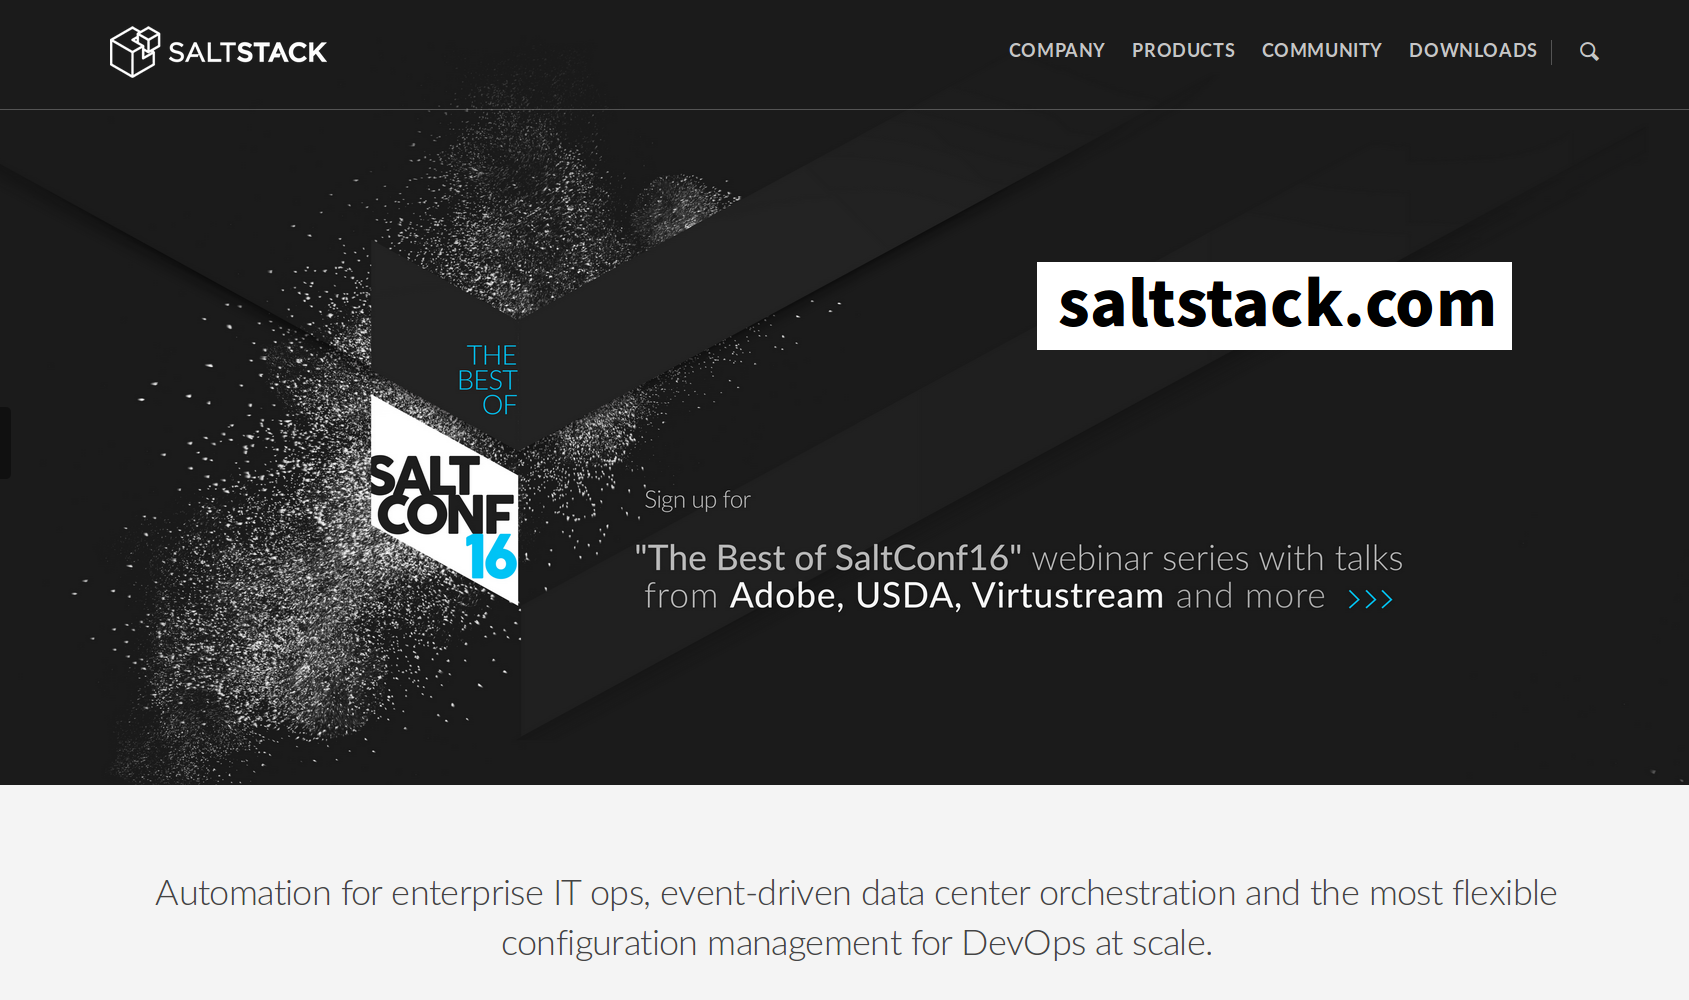 SALTSTACK
COMPANY PRODUCTS COMMUNITY DOWNLOADS
saltstack.com
THE
BEST
OF
SALT
CONF
16
Sign up for
"The Best of SaltConf16" webinar series with talks
from Adobe, USDA, Virtustream and more >>>
Automation for enterprise IT ops, event-driven data center orchestration and the most flexible
configuration management for DevOps at scale.